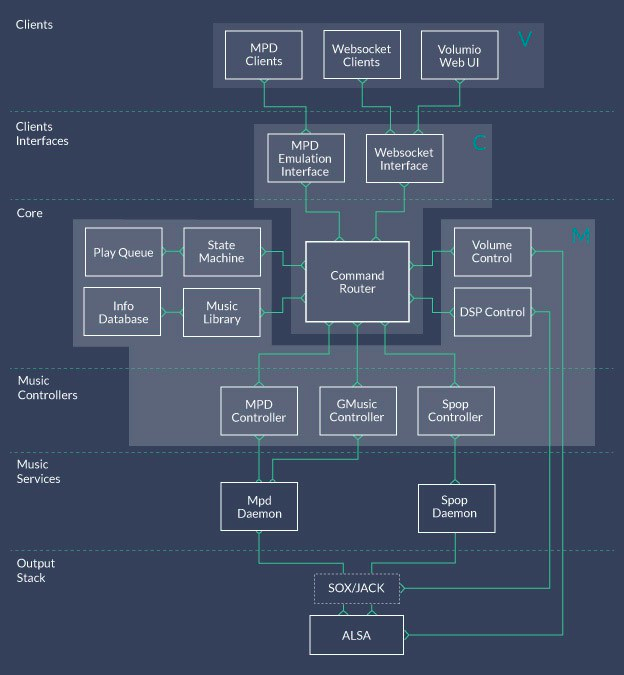 Clients
V
MPD
Clients
Websocket
Clients
Volumio
Web UI
Clients
Interfaces
C
MPD
Emulation
Interface
Websocket
Interface
Core
M
Play Queue
State
Machine
Volume
Control
Command
Router
Info
Database
Music
Library
DSP Control
Music
Controllers
MPD
Controller
GMusic
Controller
Spop
Controller
Music
Services
Mpd
Daemon
Spop
Daemon
Output
Stack
SOX/JACK
ALSA